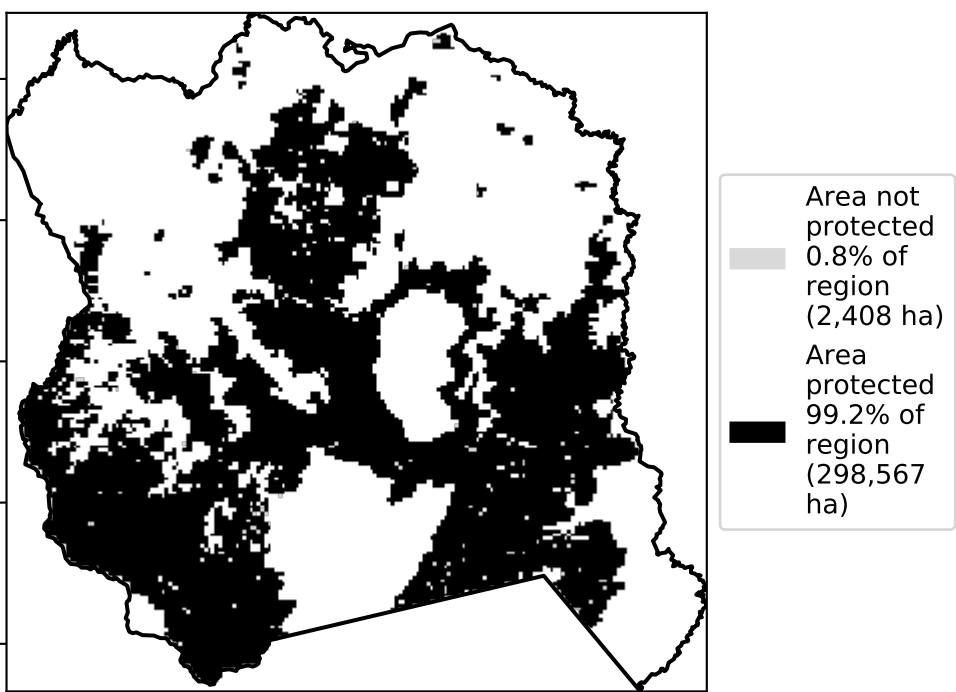 Area not
protected
0.8% of
region
(2,408 ha)
Area
protected
99.2% of
region
(298,567
ha)